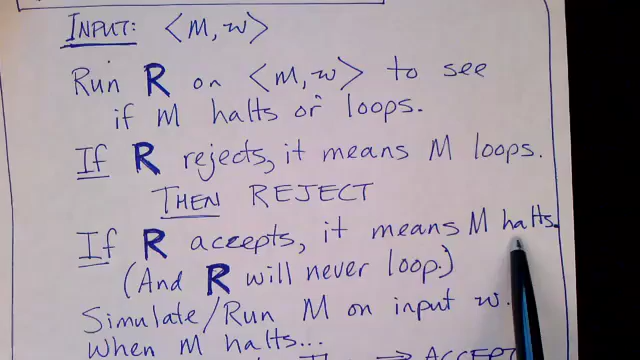 INPUT: ⟨M, w⟩
Run R on ⟨M, w⟩ to see
if M halts or loops.
If R rejects, it means M loops.
THEN REJECT
If R accepts, it means M halts.
(And R will never loop.)
Simulate/Run M on input w.
When M halts...
ACCEPT